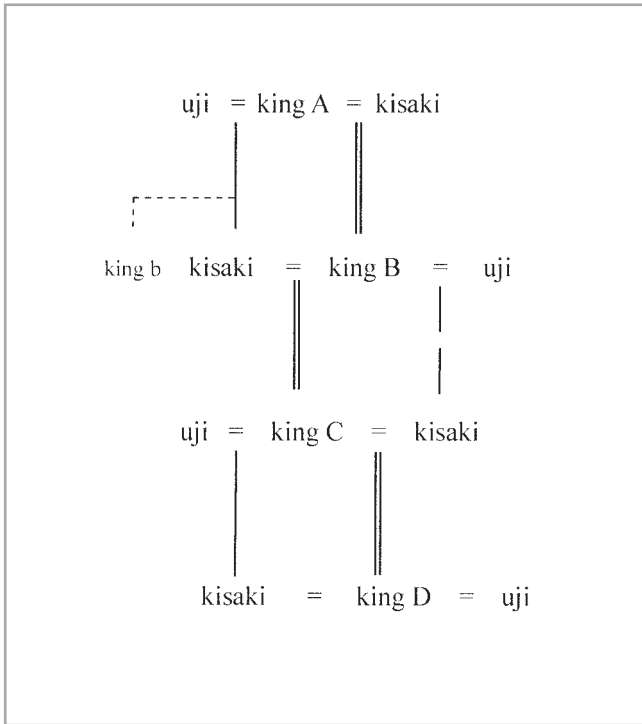 uji = king A = kisaki
king b kisaki = king B = uji
uji = king C = kisaki
kisaki = king D = uji